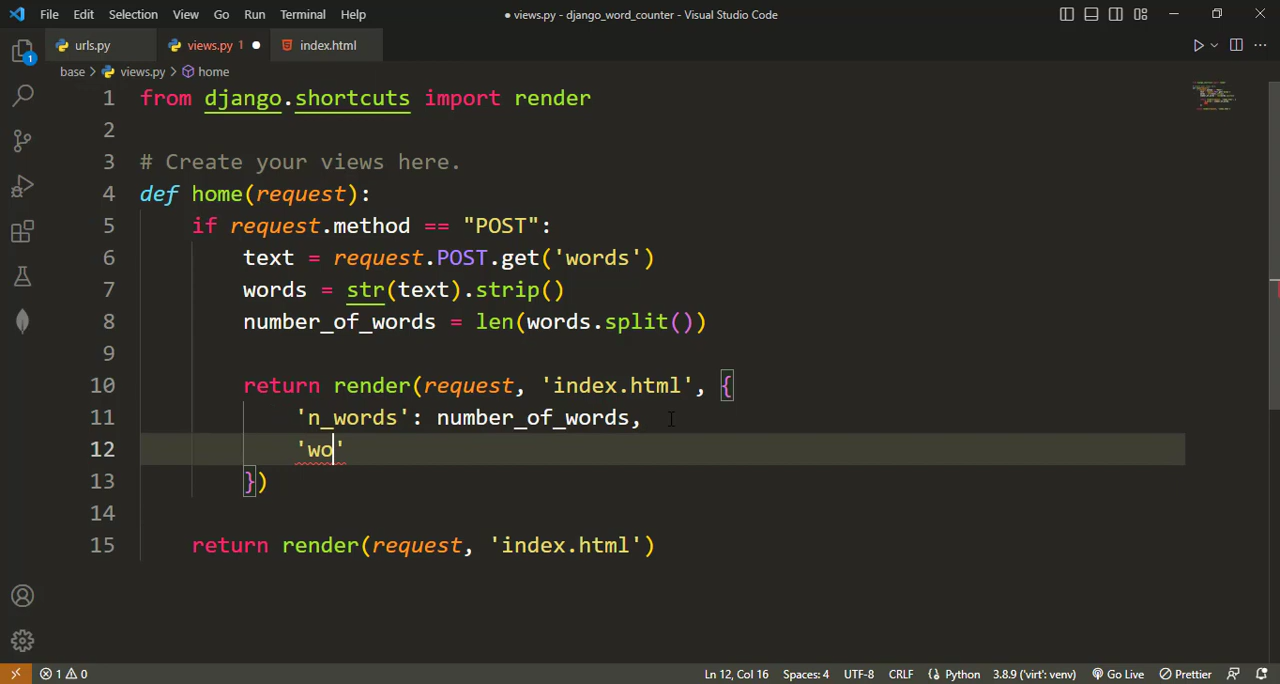 File Edit Selection View Go Run Terminal Help
● views.py - django_word_counter - Visual Studio Code
urls.py
views.py 1 ●
index.html
base > views.py > home
1 from django.shortcuts import render
2
3 # Create your views here.
4 def home(request):
5 if request.method == "POST":
6 text = request.POST.get('words')
7 words = str(text).strip()
8 number_of_words = len(words.split())
9
10 return render(request, 'index.html', {
11 'n_words': number_of_words,
12 'wo'
13 })
14
15 return render(request, 'index.html')
1
0 1 0
Ln 12, Col 16 Spaces: 4 UTF-8 CRLF Python 3.8.9 ('virt': venv) Go Live Prettier